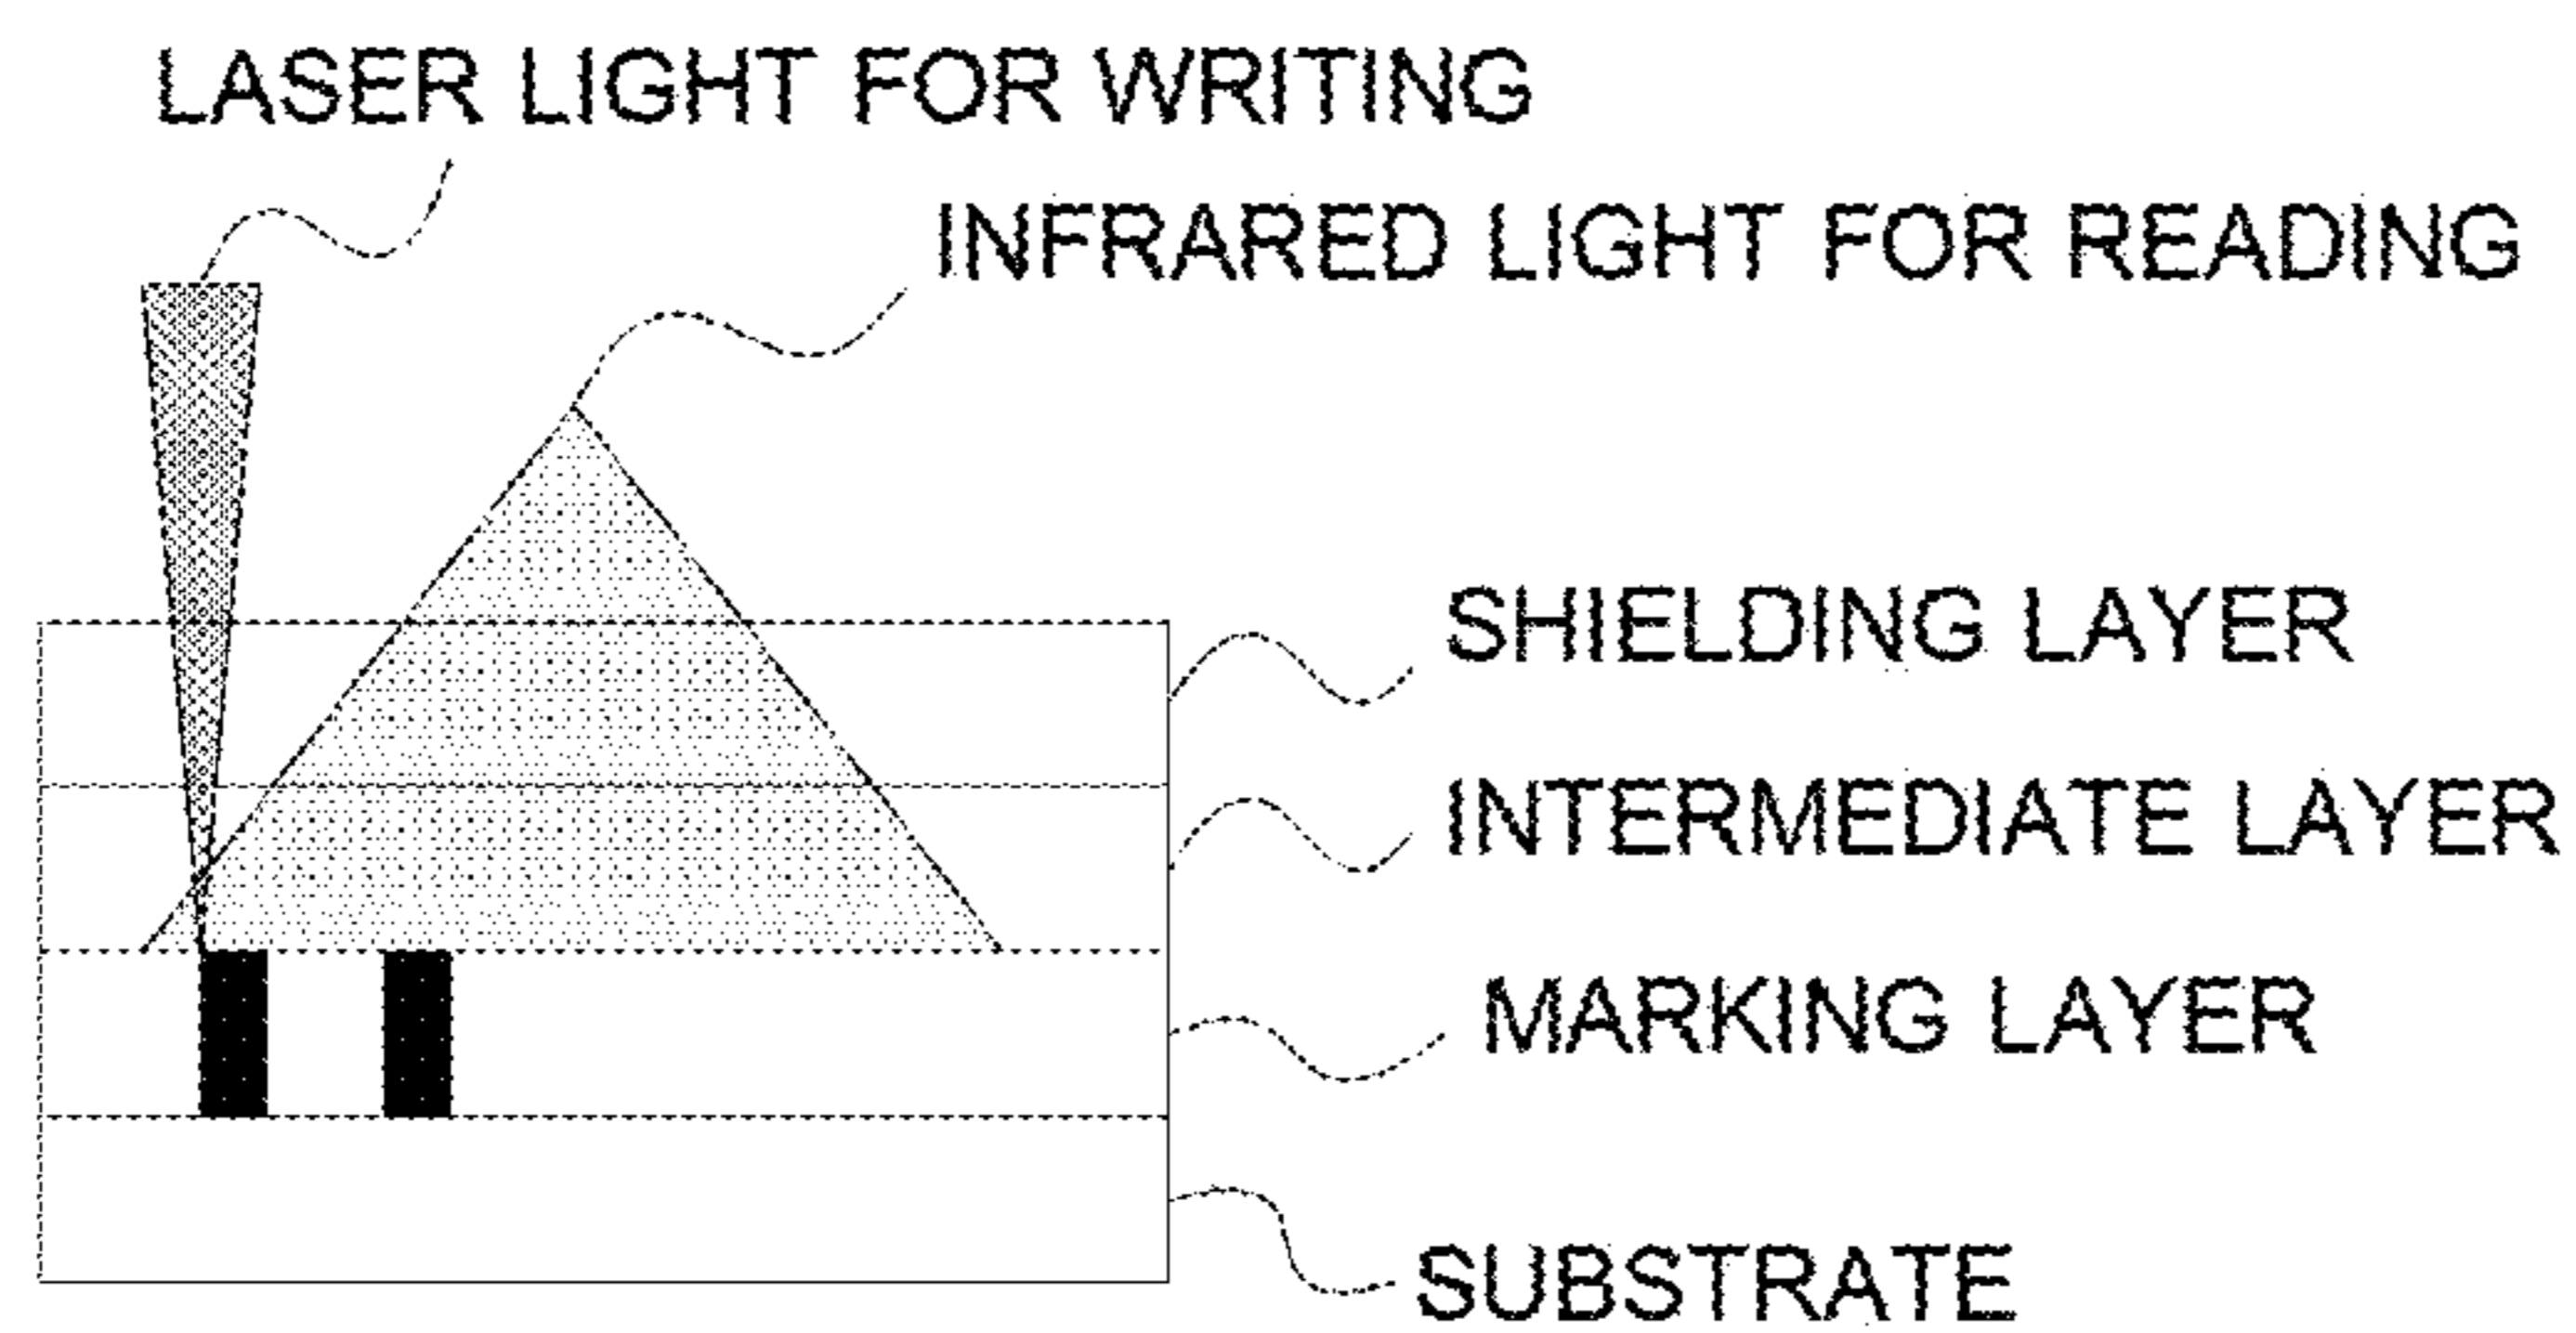 LASER LIGHT FOR WRITING
INFRARED LIGHT FOR READING
SHIELDING LAYER
INTERMEDIATE LAYER
MARKING LAYER
SUBSTRATE